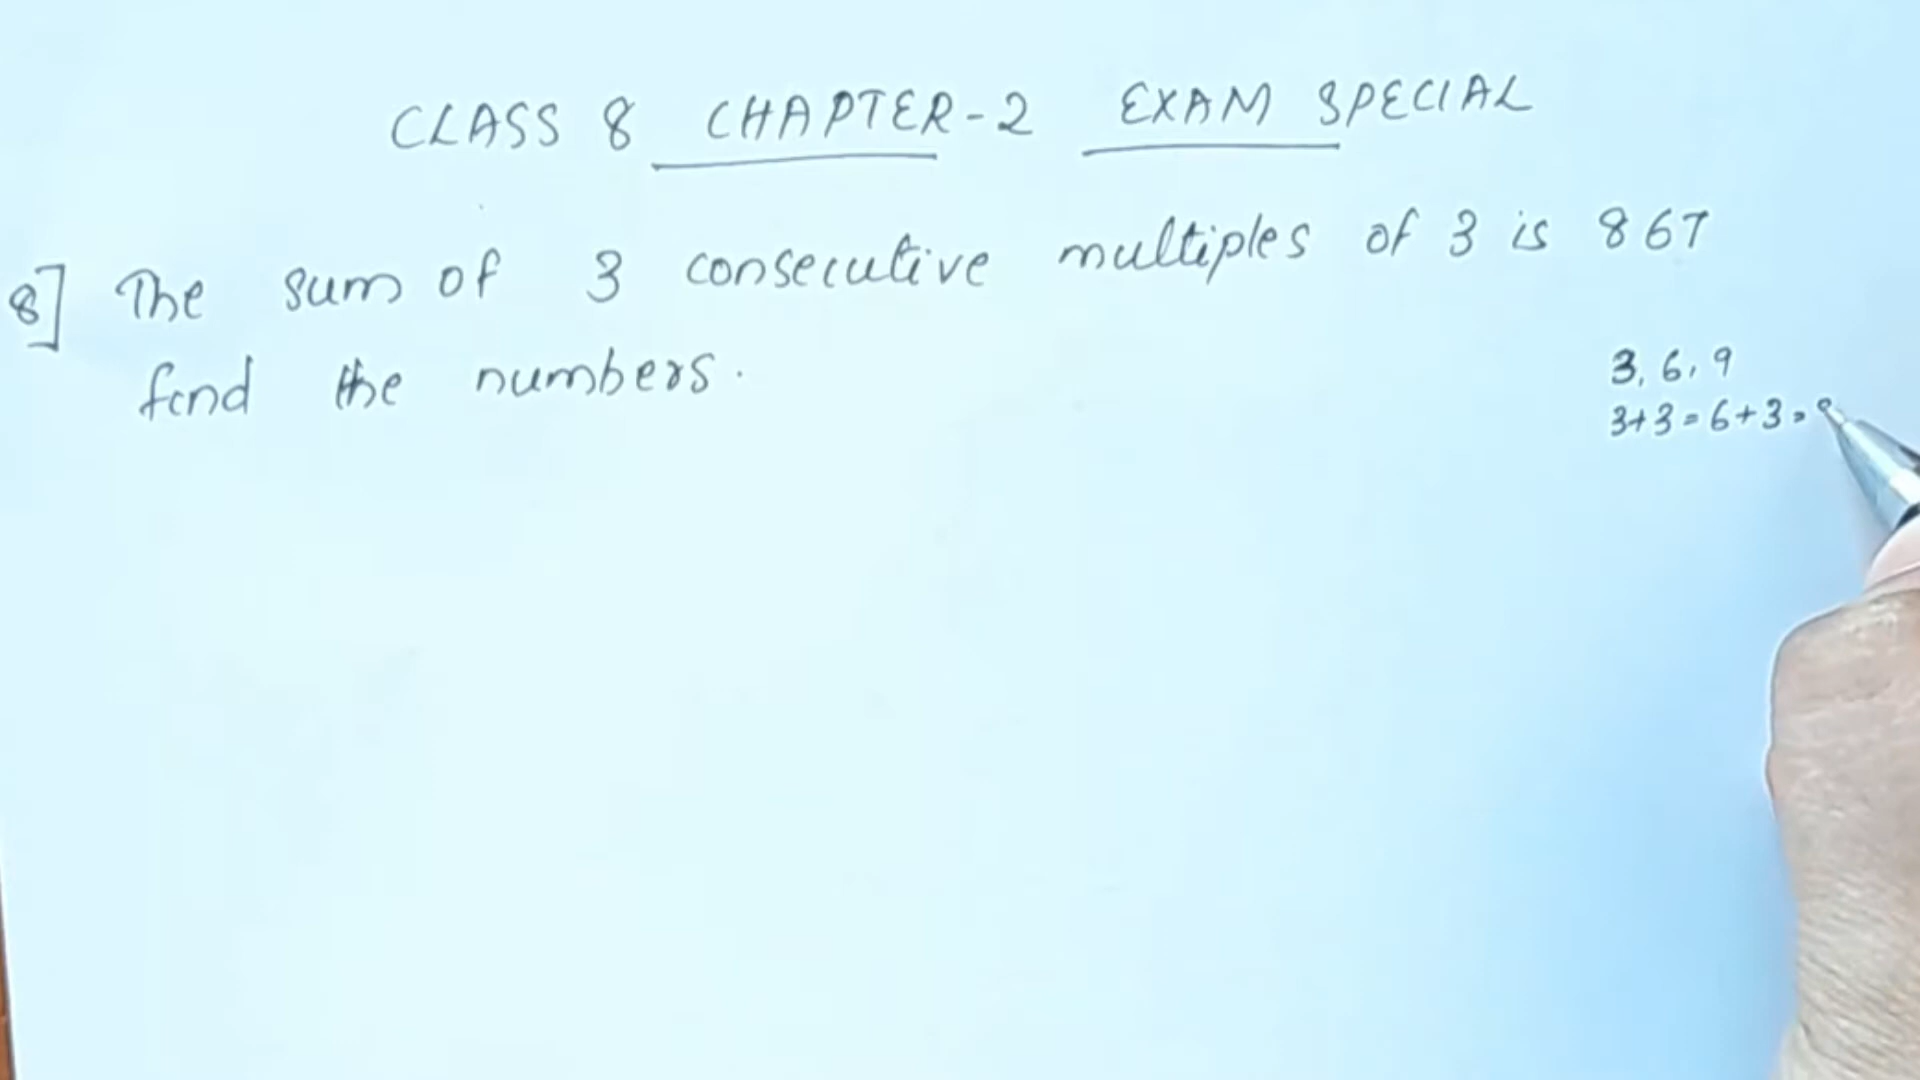 CLASS 8 CHAPTER-2 EXAM SPECIAL
8] The sum of 3 consecutive multiples of 3 is 867
find the numbers.
3, 6, 9
3+3=6+3=